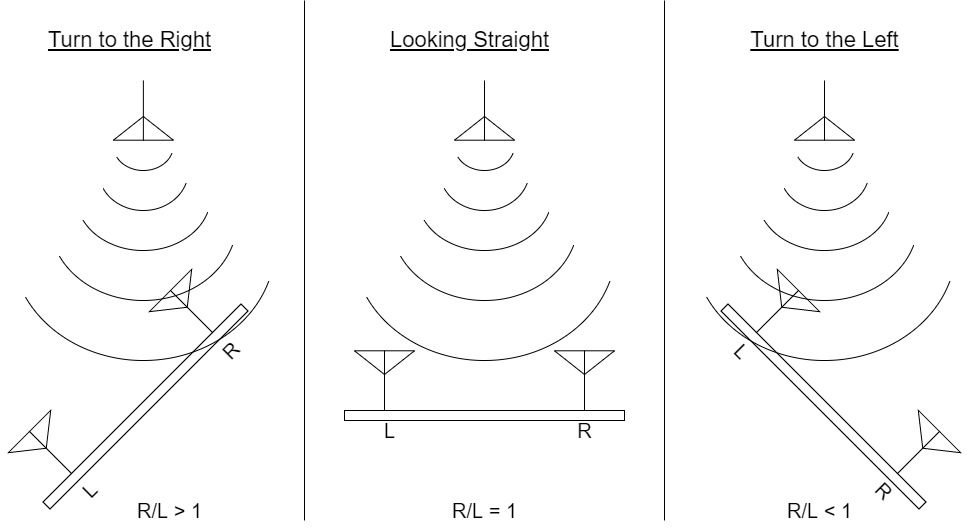 Turn to the Right
Looking Straight
Turn to the Left
R
L
L
R
L
R
R/L > 1
R/L = 1
R/L < 1